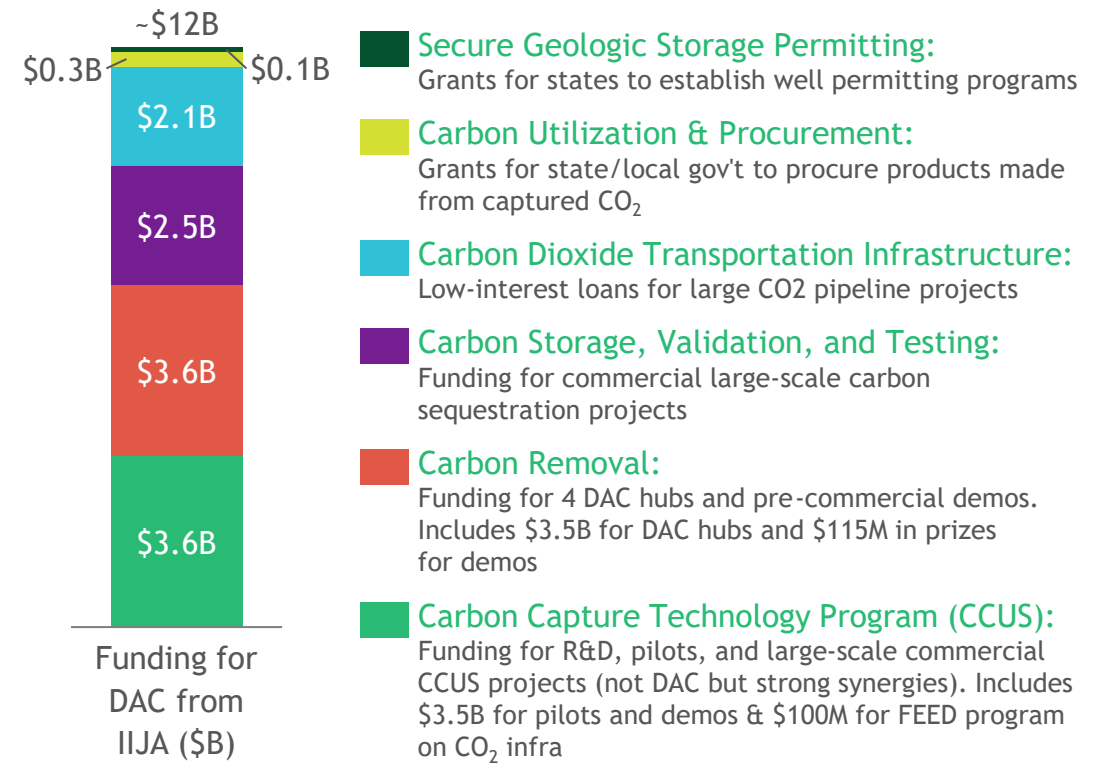 ~$12B
$0.3B
$0.1B
$2.1B
$2.5B
$3.6B
$3.6B
Funding for
DAC from
IIJA ($B)
Secure Geologic Storage Permitting:
Grants for states to establish well permitting programs
Carbon Utilization & Procurement:
Grants for state/local gov't to procure products made
from captured CO₂
Carbon Dioxide Transportation Infrastructure:
Low-interest loans for large CO2 pipeline projects
Carbon Storage, Validation, and Testing:
Funding for commercial large-scale carbon
sequestration projects
Carbon Removal:
Funding for 4 DAC hubs and pre-commercial demos.
Includes $3.5B for DAC hubs and $115M in prizes
for demos
Carbon Capture Technology Program (CCUS):
Funding for R&D, pilots, and large-scale commercial
CCUS projects (not DAC but strong synergies). Includes
$3.5B for pilots and demos & $100M for FEED program
on CO₂ infra